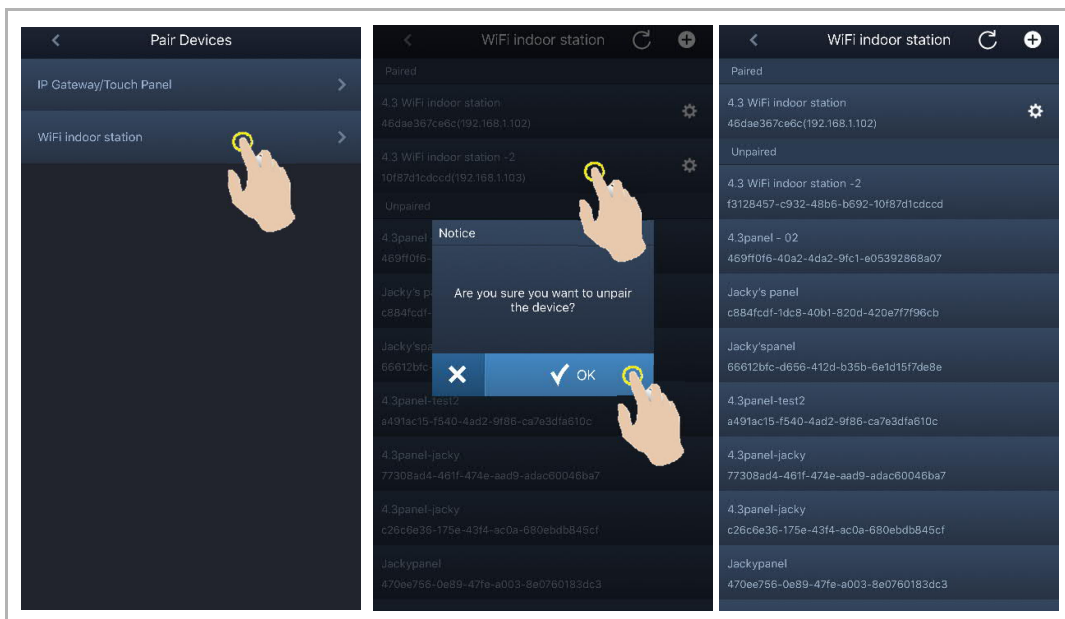 Pair Devices
IP Gateway/Touch Panel
WiFi indoor station
WiFi indoor station
Paired
4.3 WiFi indoor station
46dae367ce6c(192.168.1.102)
4.3 WiFi indoor station -2
10f87d1cdccd(192.168.1.103)
Unpaired
4.3panel -
469ff0f6-
Notice
Are you sure you want to unpair
the device?
OK
Jacky's pa
c884fcdf-
Jacky'spa
66612bfc-
4.3panel-test2
a491ac15-f540-4ad2-9f86-ca7e3dfa610c
4.3panel-jacky
77308ad4-461f-474e-aad9-adac60046ba7
4.3panel-jacky
c26c6e36-175e-43f4-ac0a-680ebdb845cf
Jackypanel
470ee756-0e89-47fe-a003-8e0760183dc3
WiFi indoor station
Paired
4.3 WiFi indoor station
46dae367ce6c(192.168.1.102)
Unpaired
4.3 WiFi indoor station -2
f3128457-c932-48b6-b692-10f87d1cdccd
4.3panel - 02
469ff0f6-40a2-4da2-9fc1-e05392868a07
Jacky's panel
c884fcdf-1dc8-40b1-820d-420e7f7f96cb
Jacky'spanel
66612bfc-d656-412d-b35b-6e1d15f7de8e
4.3panel-test2
a491ac15-f540-4ad2-9f86-ca7e3dfa610c
4.3panel-jacky
77308ad4-461f-474e-aad9-adac60046ba7
4.3panel-jacky
c26c6e36-175e-43f4-ac0a-680ebdb845cf
Jackypanel
470ee756-0e89-47fe-a003-8e0760183dc3